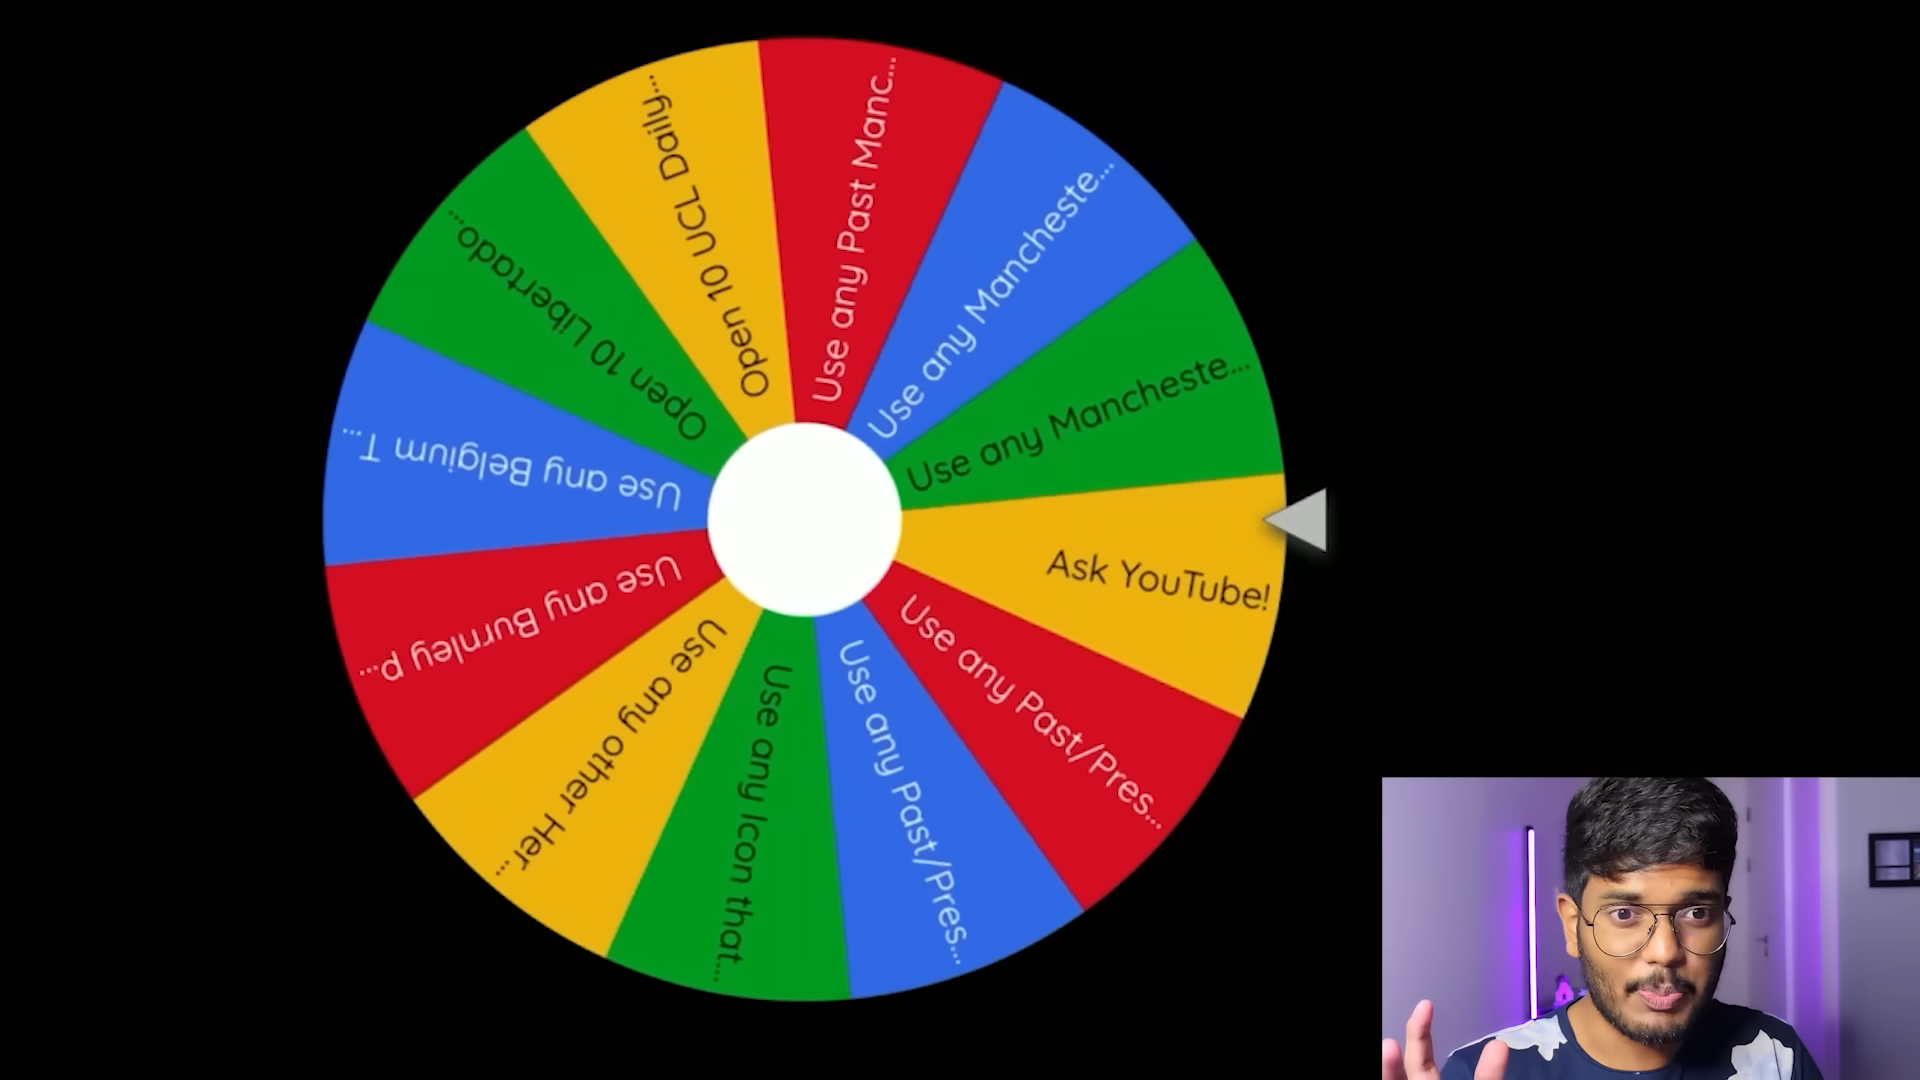 Use any Past Manc...
Use any Mancheste...
Use any Mancheste...
Ask YouTube!
Use any Past/Pres...
Use any Past/Pres...
Use any Icon that...
Use any other Her...
Use any Burnley p...
Use any Belgium T...
Open 10 Libertado...
Open 10 UCL Daily...